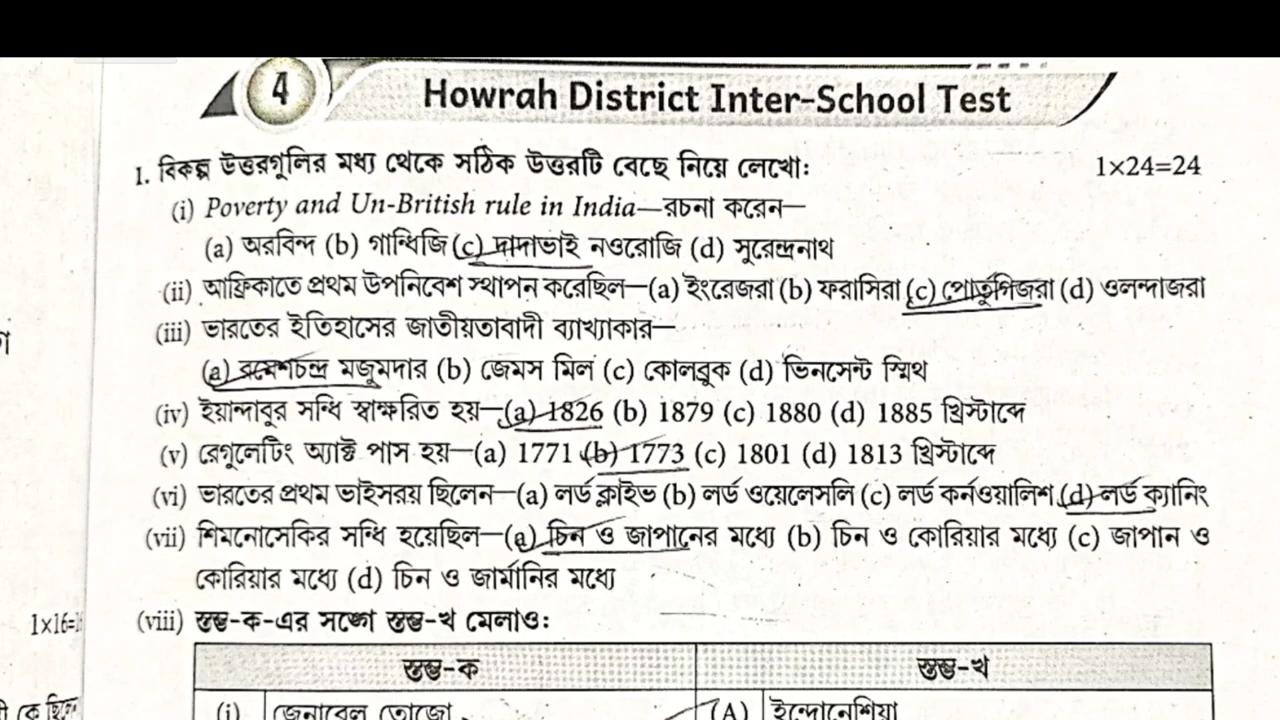 4
Howrah District Inter-School Test
1. বিকল্প উত্তরগুলির মধ্য থেকে সঠিক উত্তরটি বেছে নিয়ে লেখো: 1×24=24
(i) Poverty and Un-British rule in India—রচনা করেন—
(a) অরবিন্দ (b) গান্ধিজি (c) দাদাভাই নওরোজি (d) সুরেন্দ্রনাথ
(ii) আফ্রিকাতে প্রথম উপনিবেশ স্থাপন করেছিল—(a) ইংরেজরা (b) ফরাসিরা (c) পোর্তুগিজরা (d) ওলন্দাজরা
(iii) ভারতের ইতিহাসের জাতীয়তাবাদী ব্যাখ্যাকার—
(a) রমেশচন্দ্র মজুমদার (b) জেমস মিল (c) কোলব্রুক (d) ভিনসেন্ট স্মিথ
(iv) ইয়ান্দাবুর সন্ধি স্বাক্ষরিত হয়—(a) 1826 (b) 1879 (c) 1880 (d) 1885 খ্রিস্টাব্দে
(v) রেগুলেটিং অ্যাক্ট পাস হয়—(a) 1771 (b) 1773 (c) 1801 (d) 1813 খ্রিস্টাব্দে
(vi) ভারতের প্রথম ভাইসরয় ছিলেন—(a) লর্ড ক্লাইভ (b) লর্ড ওয়েলেসলি (c) লর্ড কর্নওয়ালিশ (d) লর্ড ক্যানিং
(vii) শিমনোসেকির সন্ধি হয়েছিল—(a) চিন ও জাপানের মধ্যে (b) চিন ও কোরিয়ার মধ্যে (c) জাপান ও
কোরিয়ার মধ্যে (d) চিন ও জার্মানির মধ্যে
(viii) স্তম্ভ-ক-এর সঙ্গে স্তম্ভ-খ মেলাও:
স্তম্ভ-ক স্তম্ভ-খ
(i) জেনারেল তোজো (A) ইন্দোনেশিয়া